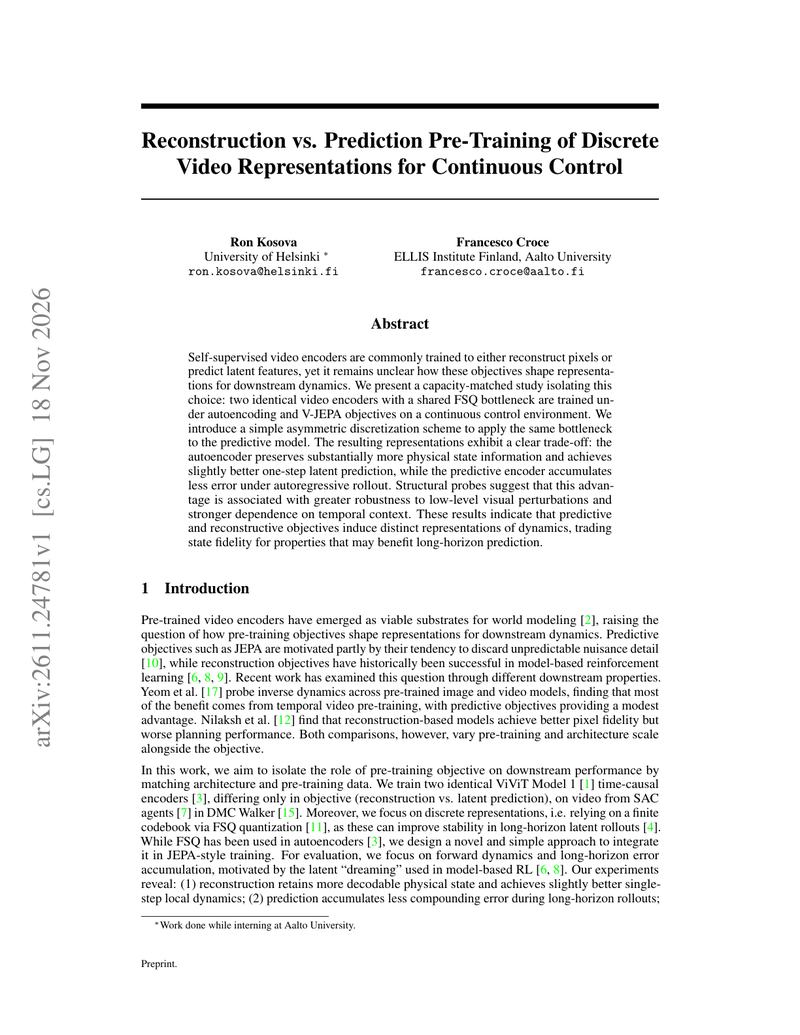 arXiv:2611.24781v1 [cs.LG] 18 Nov 2026
Reconstruction vs. Prediction Pre-Training of Discrete
Video Representations for Continuous Control
Ron Kosova
University of Helsinki *
ron.kosova@helsinki.fi
Francesco Croce
ELLIS Institute Finland, Aalto University
francesco.croce@aalto.fi
Abstract
Self-supervised video encoders are commonly trained to either reconstruct pixels or
predict latent features, yet it remains unclear how these objectives shape representa-
tions for downstream dynamics. We present a capacity-matched study isolating this
choice: two identical video encoders with a shared FSQ bottleneck are trained un-
der autoencoding and V-JEPA objectives on a continuous control environment. We
introduce a simple asymmetric discretization scheme to apply the same bottleneck
to the predictive model. The resulting representations exhibit a clear trade-off: the
autoencoder preserves substantially more physical state information and achieves
slightly better one-step latent prediction, while the predictive encoder accumulates
less error under autoregressive rollout. Structural probes suggest that this advan-
tage is associated with greater robustness to low-level visual perturbations and
stronger dependence on temporal context. These results indicate that predictive
and reconstructive objectives induce distinct representations of dynamics, trading
state fidelity for properties that may benefit long-horizon prediction.
1 Introduction
Pre-trained video encoders have emerged as viable substrates for world modeling [2], raising the
question of how pre-training objectives shape representations for downstream dynamics. Predictive
objectives such as JEPA are motivated partly by their tendency to discard unpredictable nuisance detail
[10], while reconstruction objectives have historically been successful in model-based reinforcement
learning [6, 8, 9]. Recent work has examined this question through different downstream properties.
Yeom et al. [17] probe inverse dynamics across pre-trained image and video models, finding that most
of the benefit comes from temporal video pre-training, with predictive objectives providing a modest
advantage. Nilaksh et al. [12] find that reconstruction-based models achieve better pixel fidelity but
worse planning performance. Both comparisons, however, vary pre-training and architecture scale
alongside the objective.
In this work, we aim to isolate the role of pre-training objective on downstream performance by
matching architecture and pre-training data. We train two identical ViViT Model 1 [1] time-causal
encoders [3], differing only in objective (reconstruction vs. latent prediction), on video from SAC
agents [7] in DMC Walker [15]. Moreover, we focus on discrete representations, i.e. relying on a finite
codebook via FSQ quantization [11], as these can improve stability in long-horizon latent rollouts [4].
While FSQ has been used in autoencoders [3], we design a novel and simple approach to integrate
it in JEPA-style training. For evaluation, we focus on forward dynamics and long-horizon error
accumulation, motivated by the latent “dreaming” used in model-based RL [6, 8]. Our experiments
reveal: (1) reconstruction retains more decodable physical state and achieves slightly better single-
step local dynamics; (2) prediction accumulates less compounding error during long-horizon rollouts;
*Work done while interning at Aalto University.
Preprint.